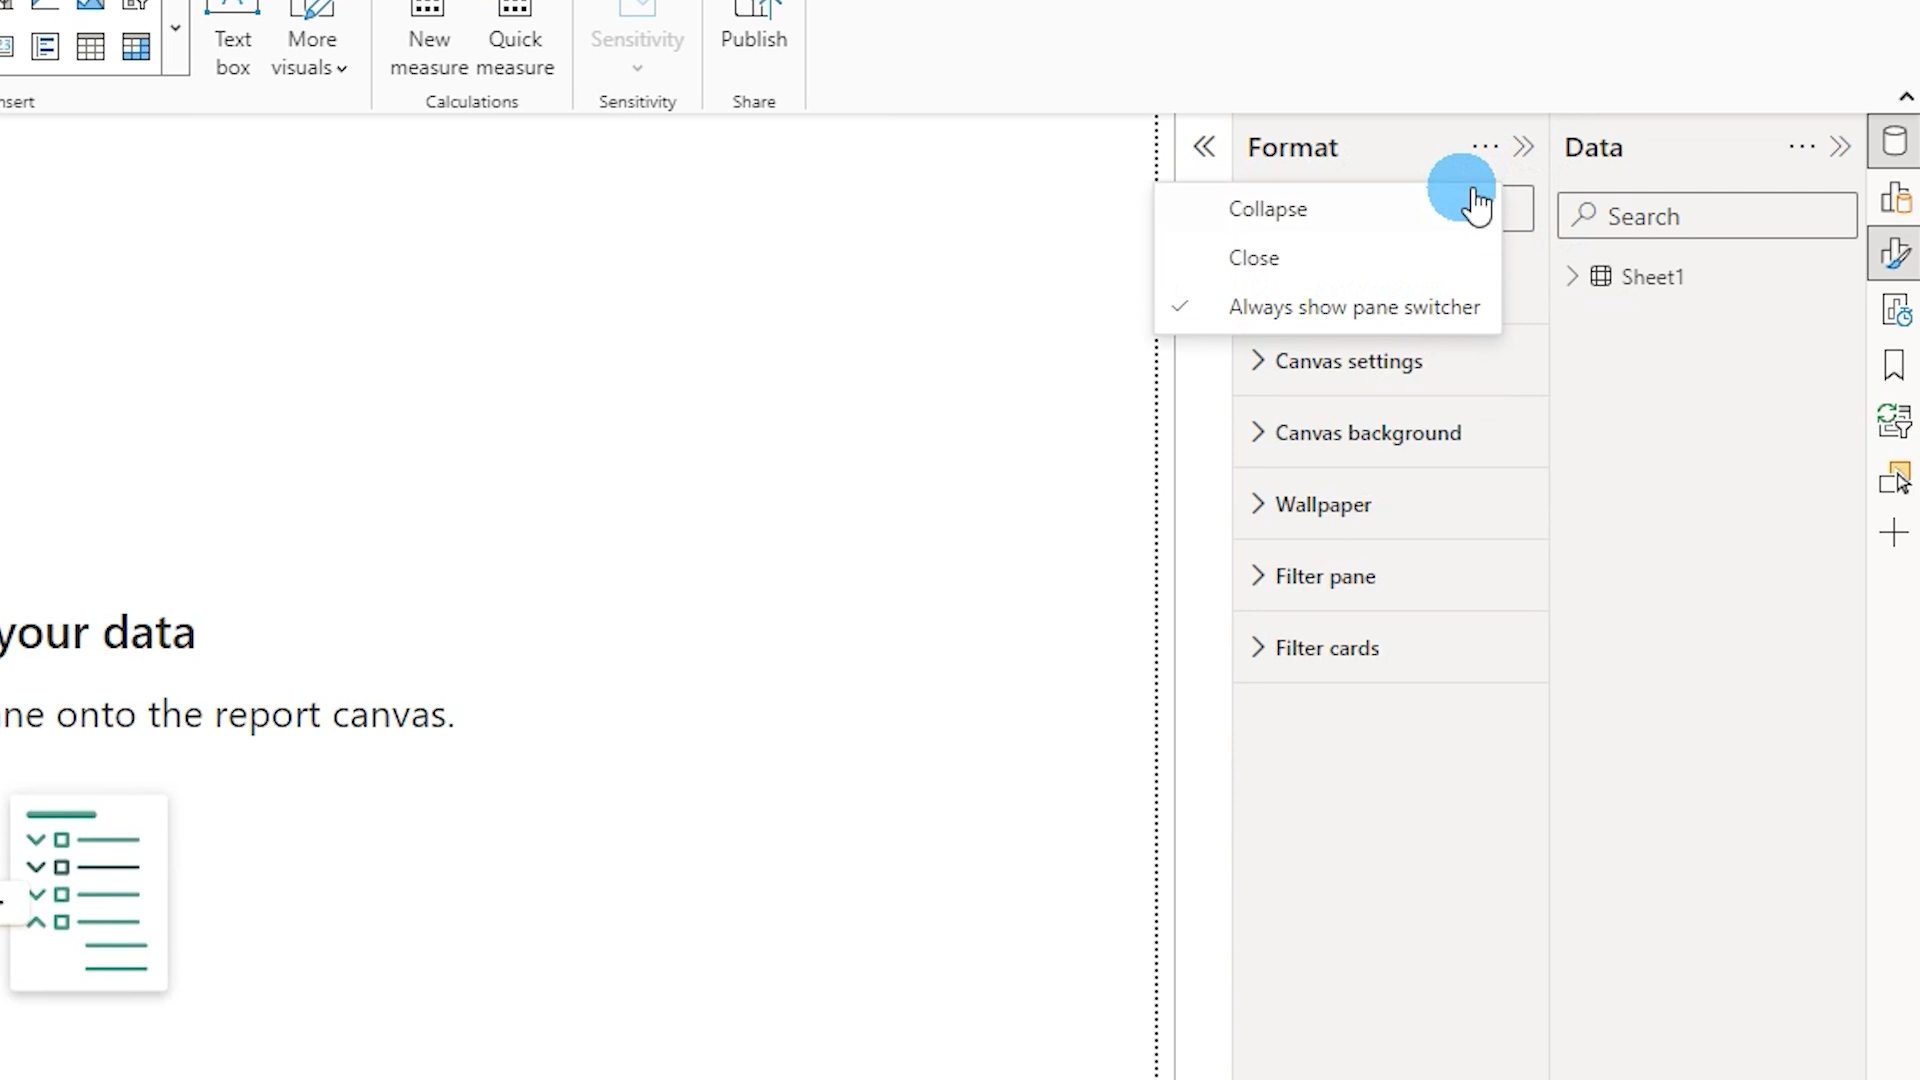 Text
box
More
visuals
New
measure
Quick
measure
Sensitivity
Publish
nsert
Calculations
Sensitivity
Share
Format
Data
Collapse
Close
Always show pane switcher
Search
Sheet1
Canvas settings
Canvas background
Wallpaper
Filter pane
Filter cards
your data
ne onto the report canvas.